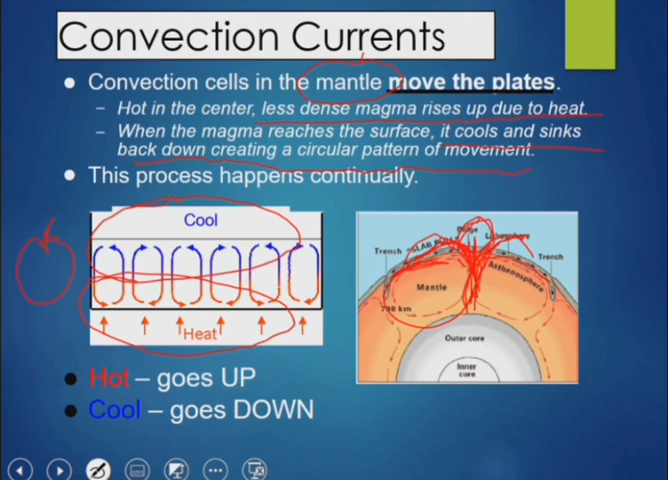 Convection Currents
Convection cells in the mantle move the plates.
– Hot in the center, less dense magma rises up due to heat.
– When the magma reaches the surface, it cools and sinks
back down creating a circular pattern of movement.
This process happens continually.
Cool
Heat
Trench
Trench
Asthenosphere
Mantle
Outer core
Inner
core
Hot – goes UP
Cool – goes DOWN